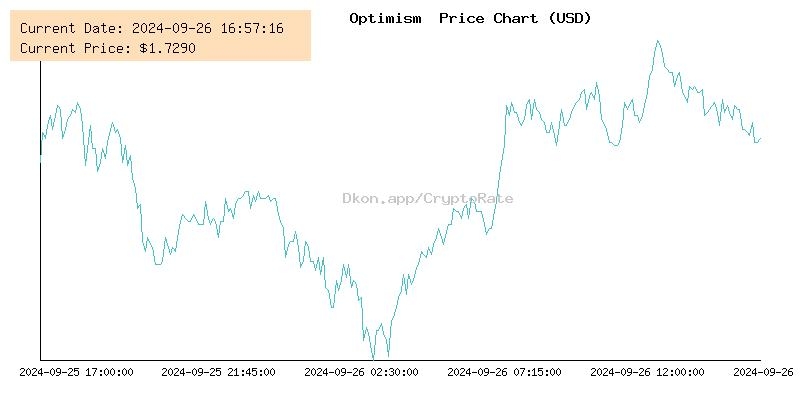 Optimism Price Chart (USD)
Current Date: 2024-09-26 16:57:16
Current Price: $1.7290
Dkon.app/CryptoRate
2024-09-25 17:00:00 2024-09-25 21:45:00 2024-09-26 02:30:00 2024-09-26 07:15:00 2024-09-26 12:00:00 2024-09-26